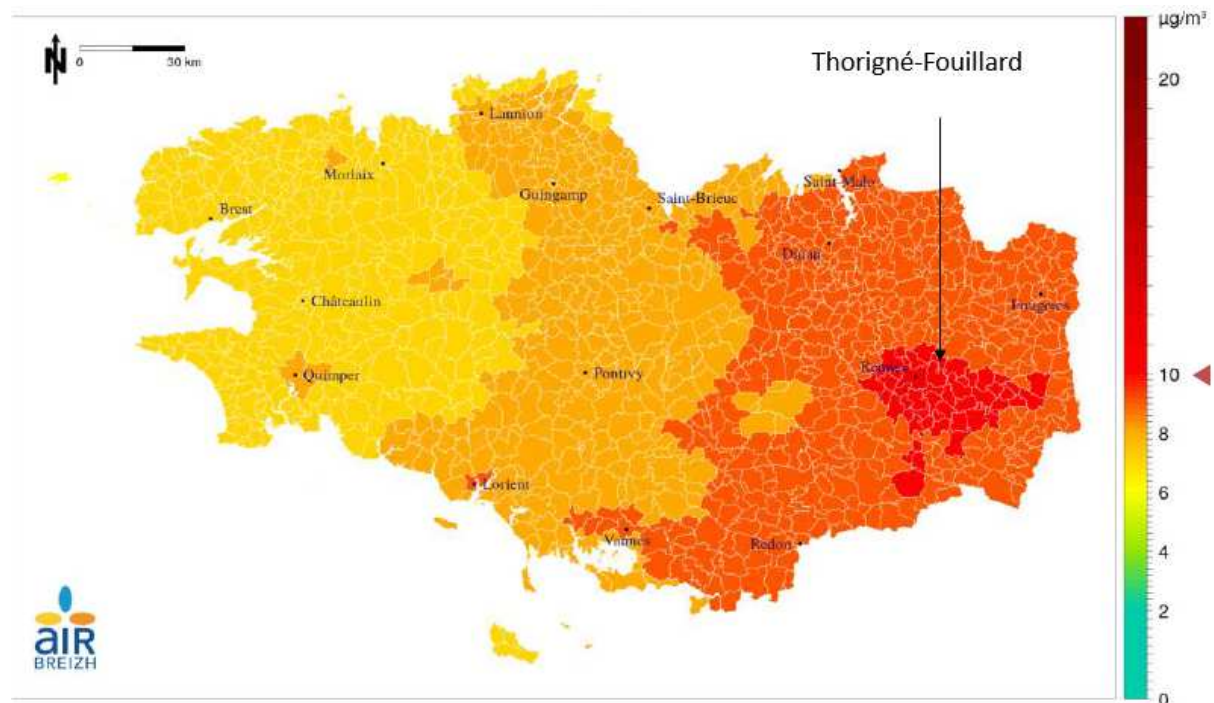 µg/m³
N
0 30 km
Thorigné-Fouillard
20
Lannion
Morlaix
Guingamp
Saint-Malo
Saint-Brieuc
Brest
Dinan
Châteaulin
Fougères
Rennes
10
Quimper
Pontivy
8
6
Lorient
Vannes
Redon
4
2
aiR
BREIZH
0